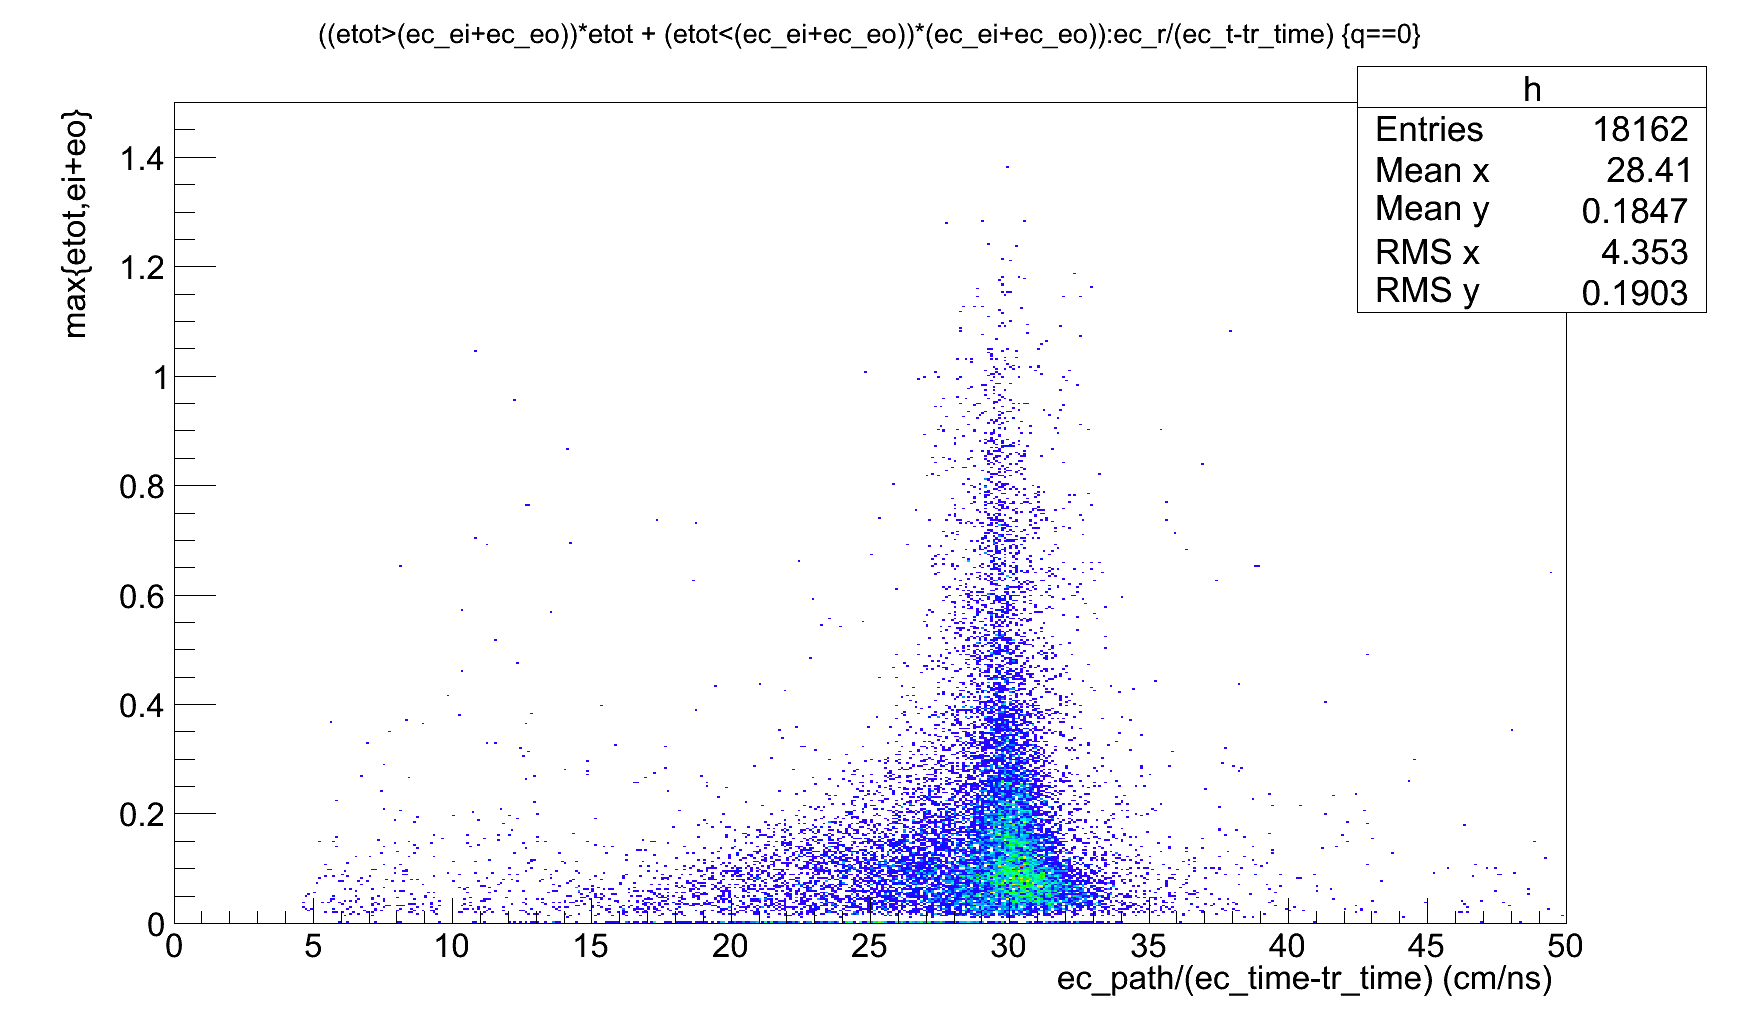 ((etot>(ec_ei+ec_eo))*etot + (etot<(ec_ei+ec_eo))*(ec_ei+ec_eo)):ec_r/(ec_t-tr_time) {q==0}
h
Entries 18162
Mean x 28.41
Mean y 0.1847
RMS x 4.353
RMS y 0.1903
max{etot,ei+eo}
1.4
1.2
1
0.8
0.6
0.4
0.2
0
0 5 10 15 20 25 30 35 40 45 50
ec_path/(ec_time-tr_time) (cm/ns)